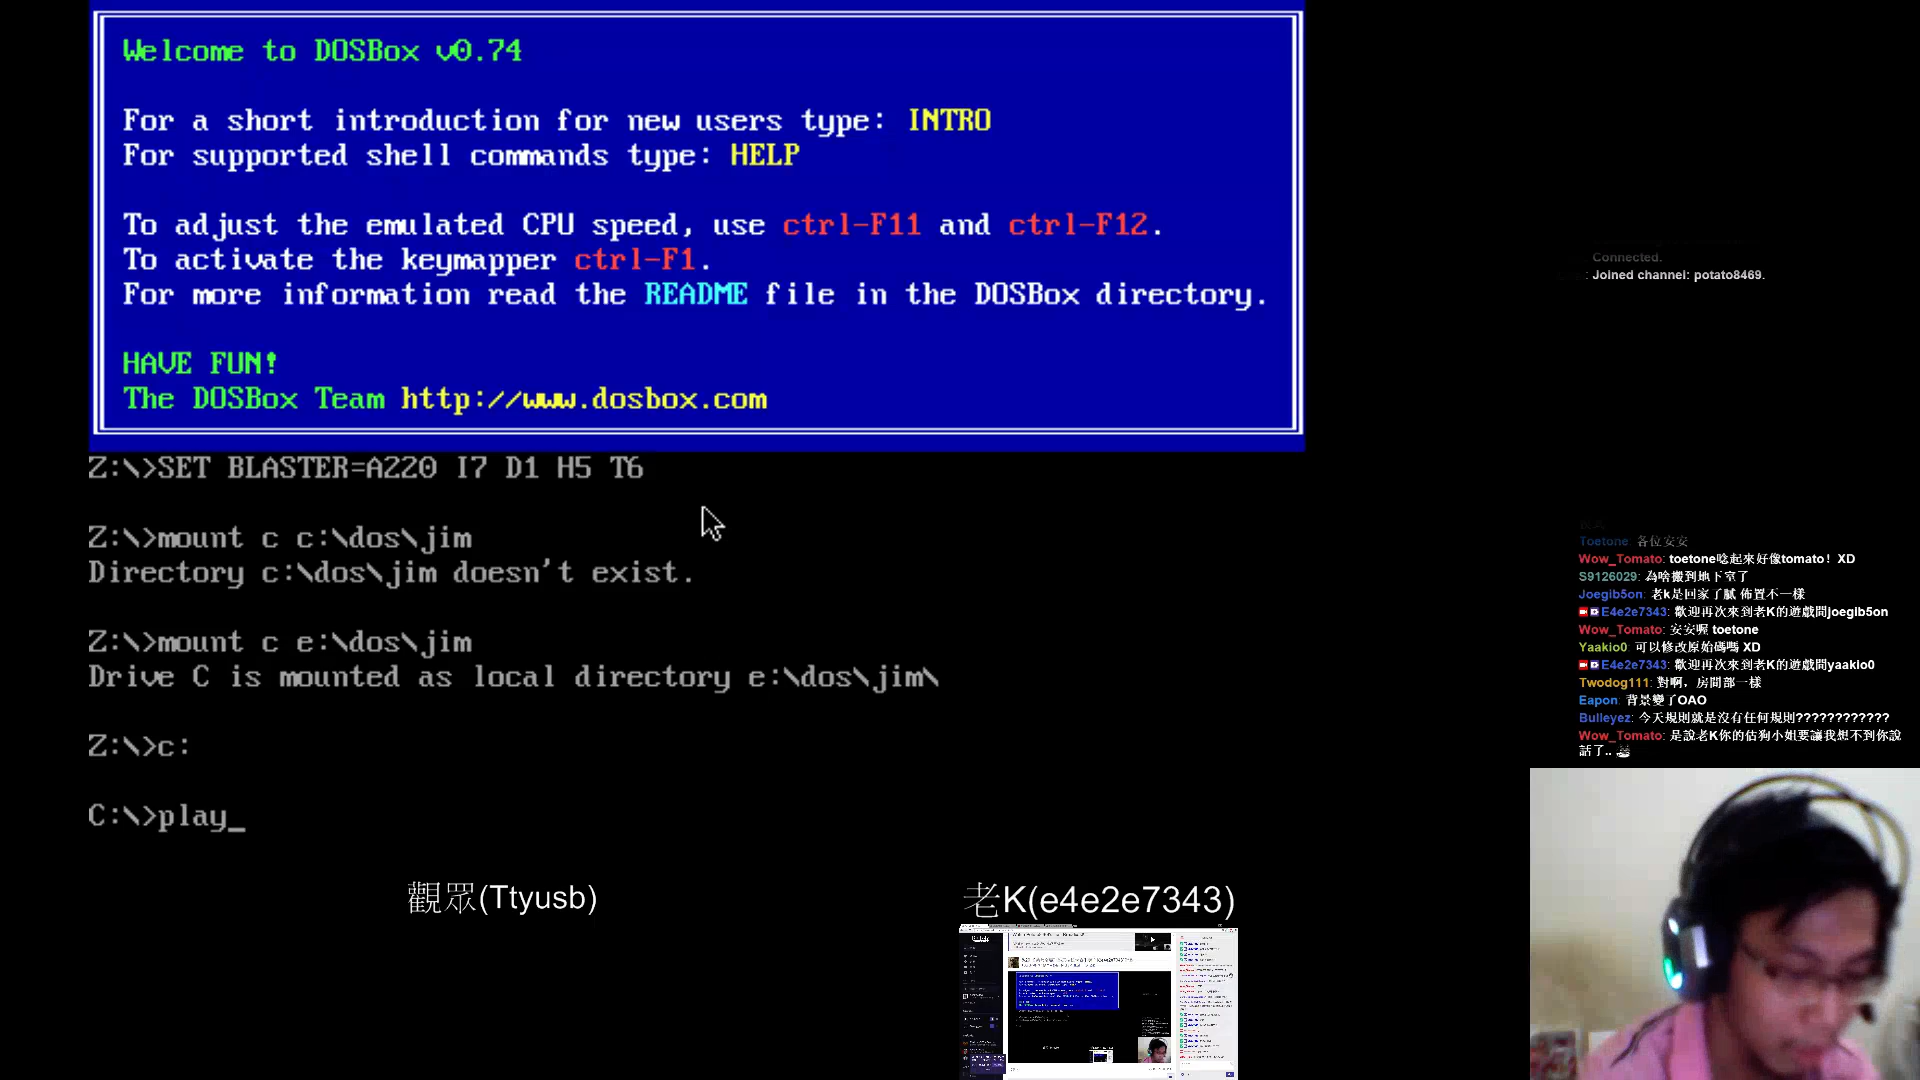 Welcome to DOSBox v0.74
For a short introduction for new users type: INTRO
For supported shell commands type: HELP
To adjust the emulated CPU speed, use ctrl-F11 and ctrl-F12.
To activate the keymapper ctrl-F1.
For more information read the README file in the DOSBox directory.
HAVE FUN!
The DOSBox Team http://www.dosbox.com
Z:\>SET BLASTER=A220 I7 D1 H5 T6
Z:\>mount c c:\dos\jim
Directory c:\dos\jim doesn't exist.
Z:\>mount c e:\dos\jim
Drive C is mounted as local directory e:\dos\jim\
Z:\>c:
C:\>play_
觀眾(Ttyusb)
老K(e4e2e7343)
Connected.
: Joined channel: potato8469.
Toetone: 各位安安
Wow_Tomato: toetone唸起來好像tomato! XD
S9126029: 為啥搬到地下室了
Joegib5on: 老k是回家了膩 佈置不一樣
E4e2e7343: 歡迎再次來到老K的遊戲間joegib5on
Wow_Tomato: 安安喔 toetone
Yaakio0: 可以修改原始碼嗎 XD
E4e2e7343: 歡迎再次來到老K的遊戲間yaakio0
Twodog111: 對啊, 房間部一樣
Eapon: 背景變了OAO
Bulleyez: 今天規則就是沒有任何規則????????????
Wow_Tomato: 是說老K你的估狗小姐要讓我想不到你說
話了..